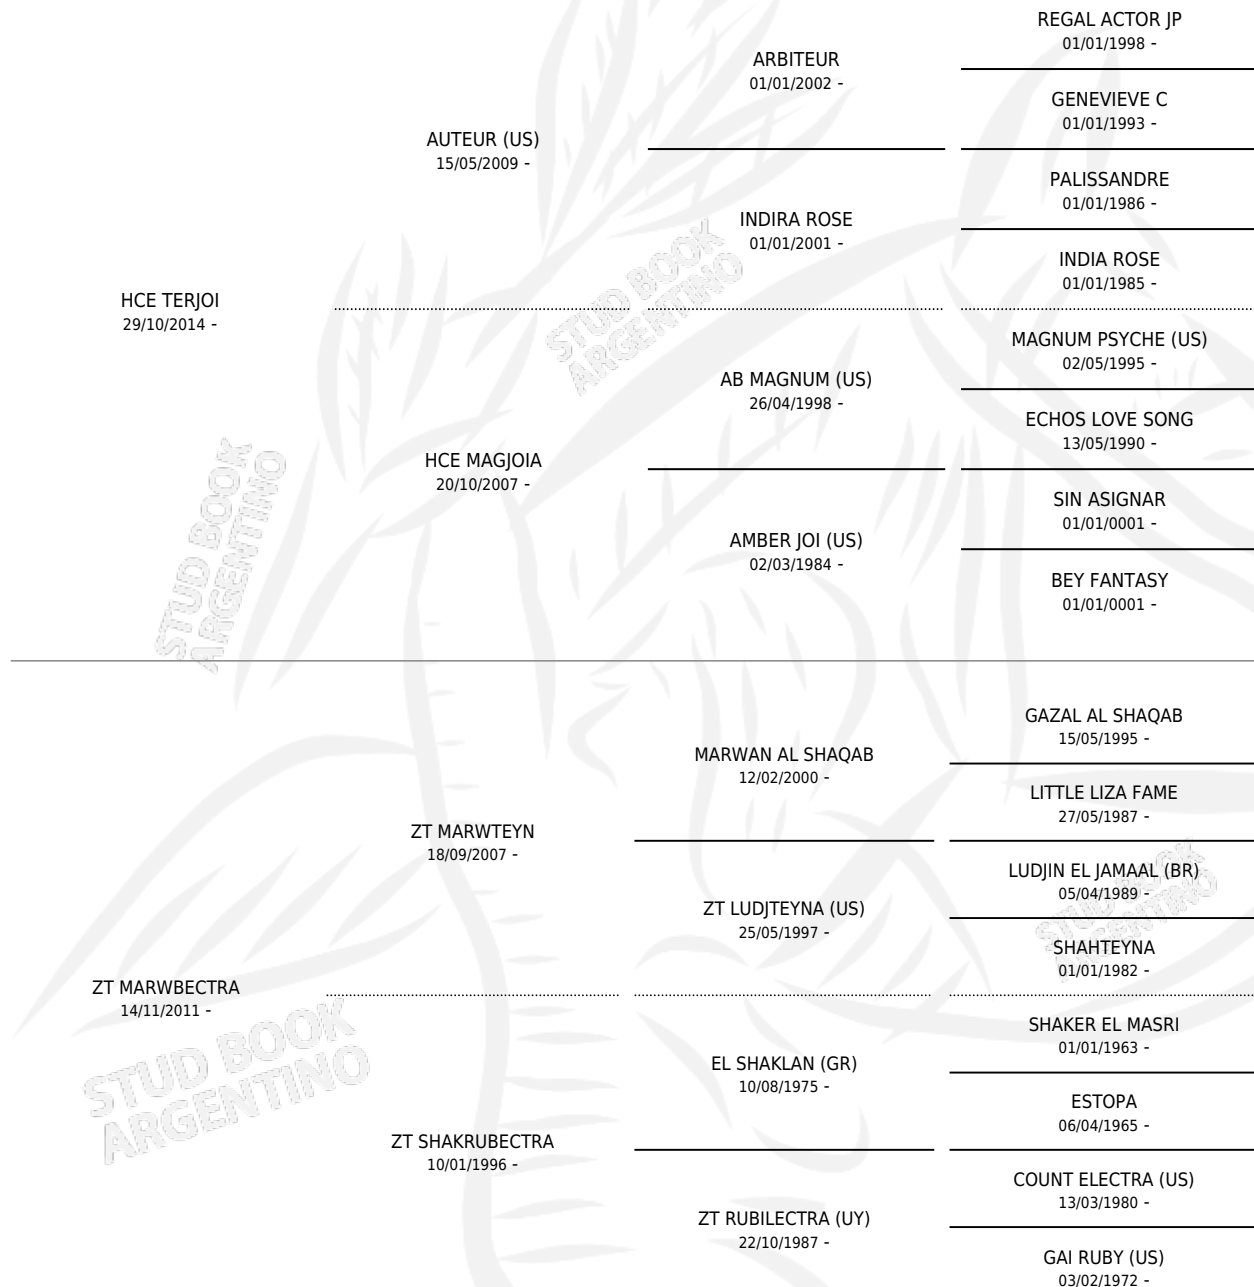 REGAL ACTOR JP
01/01/1998 -
ARBITEUR
01/01/2002 -
GENEVIEVE C
01/01/1993 -
AUTEUR (US)
15/05/2009 -
PALISSANDRE
01/01/1986 -
INDIRA ROSE
01/01/2001 -
INDIA ROSE
01/01/1985 -
HCE TERJOI
29/10/2014 -
MAGNUM PSYCHE (US)
02/05/1995 -
AB MAGNUM (US)
26/04/1998 -
ECHOS LOVE SONG
13/05/1990 -
HCE MAGJOIA
20/10/2007 -
SIN ASIGNAR
01/01/0001 -
AMBER JOI (US)
02/03/1984 -
BEY FANTASY
01/01/0001 -
GAZAL AL SHAQAB
15/05/1995 -
MARWAN AL SHAQAB
12/02/2000 -
LITTLE LIZA FAME
27/05/1987 -
ZT MARWTEYN
18/09/2007 -
LUDJIN EL JAMAAL (BR)
05/04/1989 -
ZT LUDJTEYNA (US)
25/05/1997 -
SHAHTEYNA
01/01/1982 -
ZT MARWBECTRA
14/11/2011 -
SHAKER EL MASRI
01/01/1963 -
EL SHAKLAN (GR)
10/08/1975 -
ESTOPA
06/04/1965 -
ZT SHAKRUBECTRA
10/01/1996 -
COUNT ELECTRA (US)
13/03/1980 -
ZT RUBILECTRA (UY)
22/10/1987 -
GAI RUBY (US)
03/02/1972 -
STUD BOOK
ARGENTINO
STUD BOOK
ARGENTINO
STUD BOOK
ARGENTINO
STUD BOOK
ARGENTINO